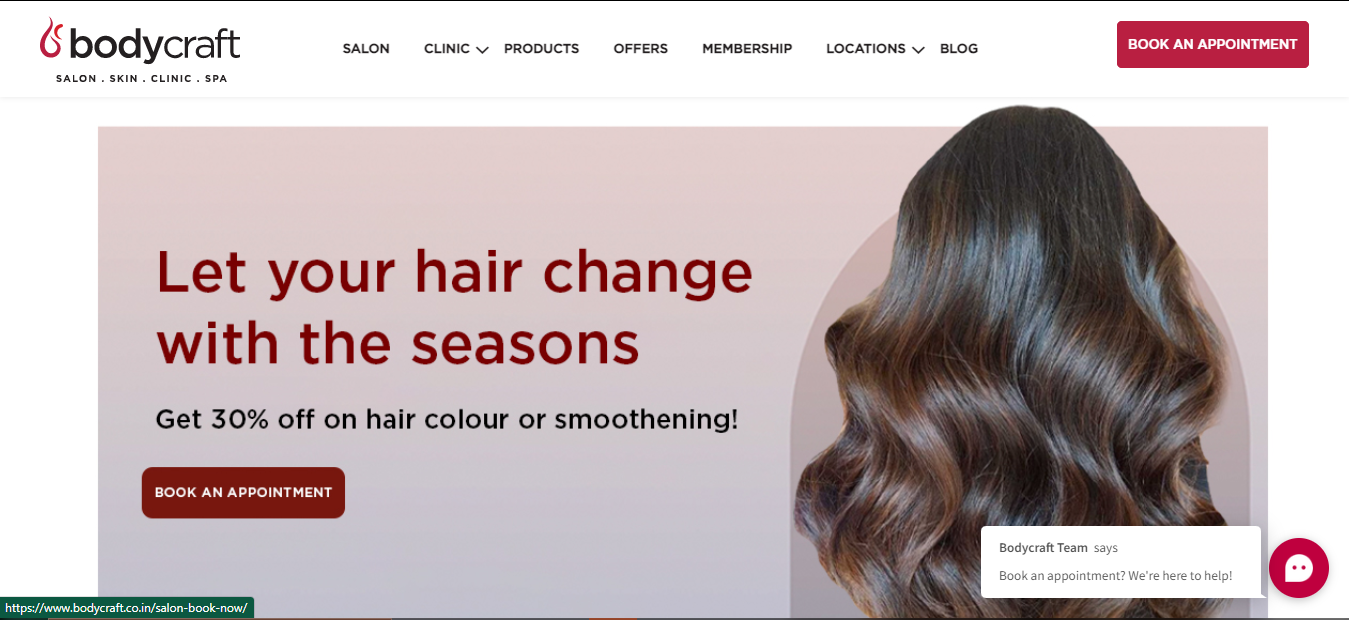 bodycraft
SALON . SKIN . CLINIC . SPA
SALON
CLINIC
PRODUCTS
OFFERS
MEMBERSHIP
LOCATIONS
BLOG
BOOK AN APPOINTMENT
Let your hair change
with the seasons
Get 30% off on hair colour or smoothening!
BOOK AN APPOINTMENT
Bodycraft Team says
Book an appointment? We're here to help!
https://www.bodycraft.co.in/salon-book-now/